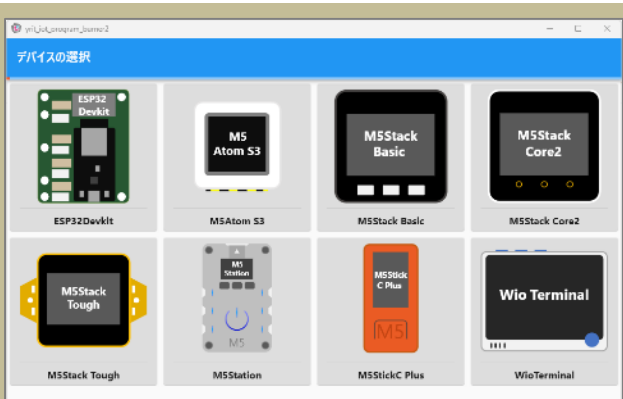 yrit_iot_program_burner2
デバイスの選択
ESP32
Devkit
ESP32Devkit
M5
Atom S3
M5Atom S3
M5Stack
Basic
M5Stack Basic
M5Stack
Core2
M5Stack Core2
M5Stack
Tough
M5Stack Tough
M5
Station
M5
M5Station
M5Stick
C Plus
M5
M5StickC Plus
Wio Terminal
WioTerminal